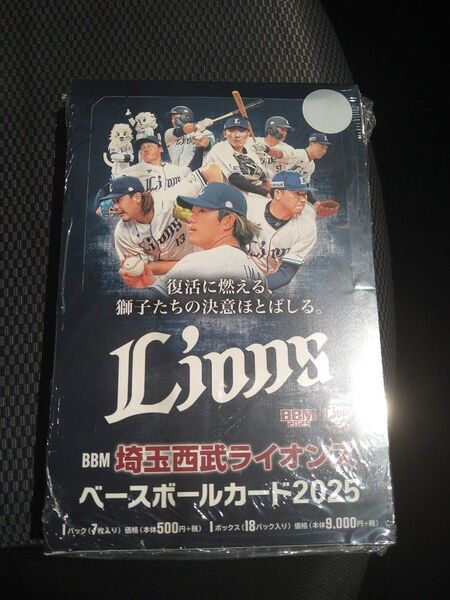 Lions
13
復活に燃える、
獅子たちの決意ほとばしる。
Lions
BBM
2025
BBM 埼玉西武ライオンズ
ベースボールカード2025
1パック(7枚入り)価格(本体500円+税) 1ボックス(18パック入り)価格(本体9,000円+税)